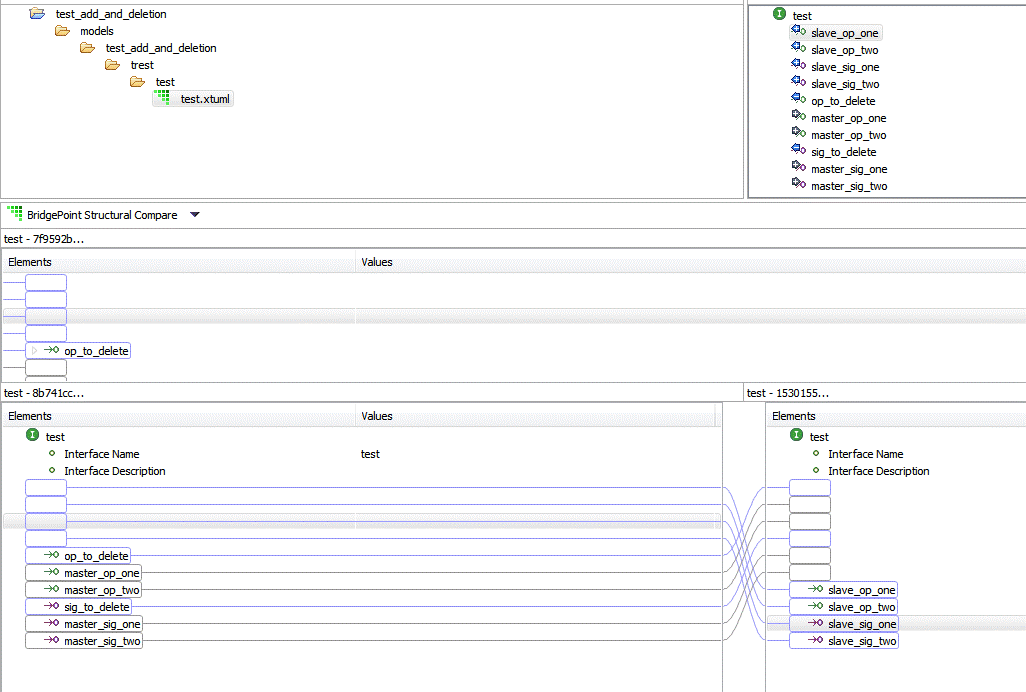 test_add_and_deletion
models
test_add_and_deletion
trest
test
test.xtuml
test
slave_op_one
slave_op_two
slave_sig_one
slave_sig_two
op_to_delete
master_op_one
master_op_two
sig_to_delete
master_sig_one
master_sig_two
BridgePoint Structural Compare
test - 7f9592b...
Elements Values
op_to_delete
test - 8b741cc...
Elements Values
test
Interface Name test
Interface Description
op_to_delete
master_op_one
master_op_two
sig_to_delete
master_sig_one
master_sig_two
test - 1530155...
Elements
test
Interface Name
Interface Description
slave_op_one
slave_op_two
slave_sig_one
slave_sig_two